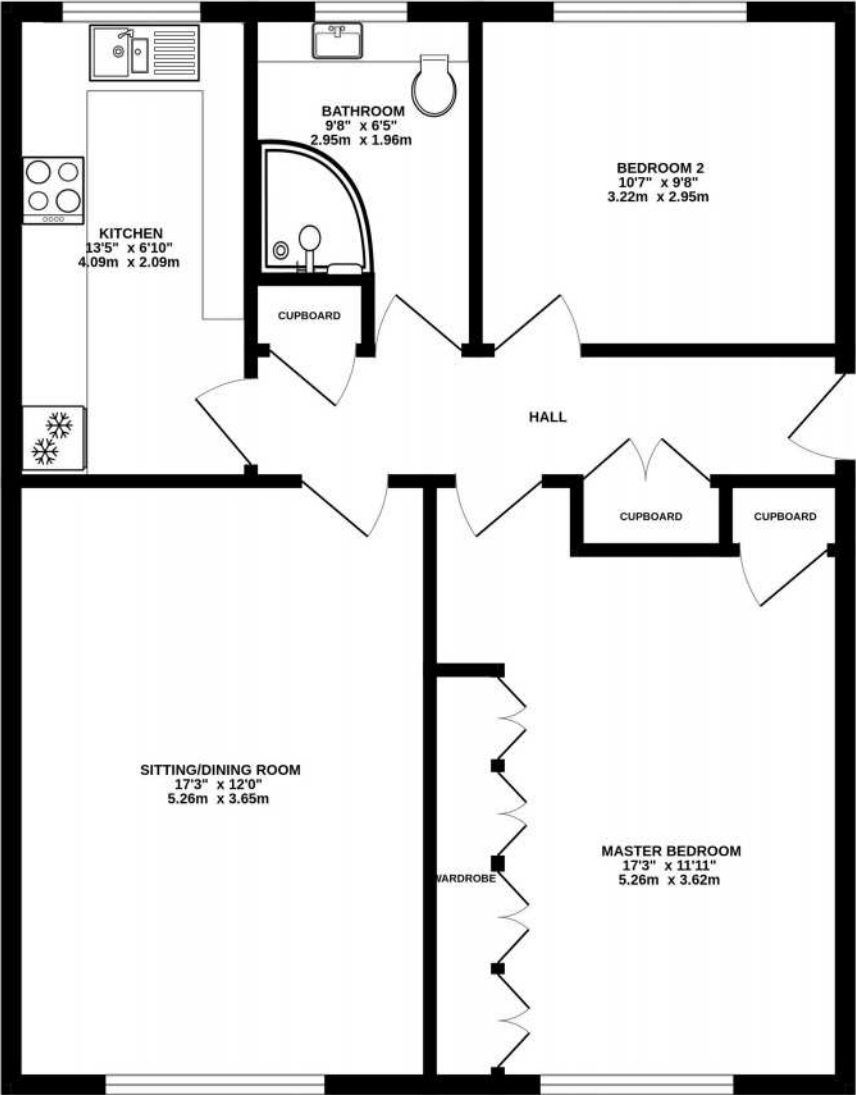 BATHROOM
9'8" x 6'5"
2.95m x 1.96m
BEDROOM 2
10'7" x 9'8"
3.22m x 2.95m
KITCHEN
13'5" x 6'10"
4.09m x 2.09m
CUPBOARD
HALL
CUPBOARD
CUPBOARD
SITTING/DINING ROOM
17'3" x 12'0"
5.26m x 3.65m
MASTER BEDROOM
17'3" x 11'11"
5.26m x 3.62m
WARDROBE